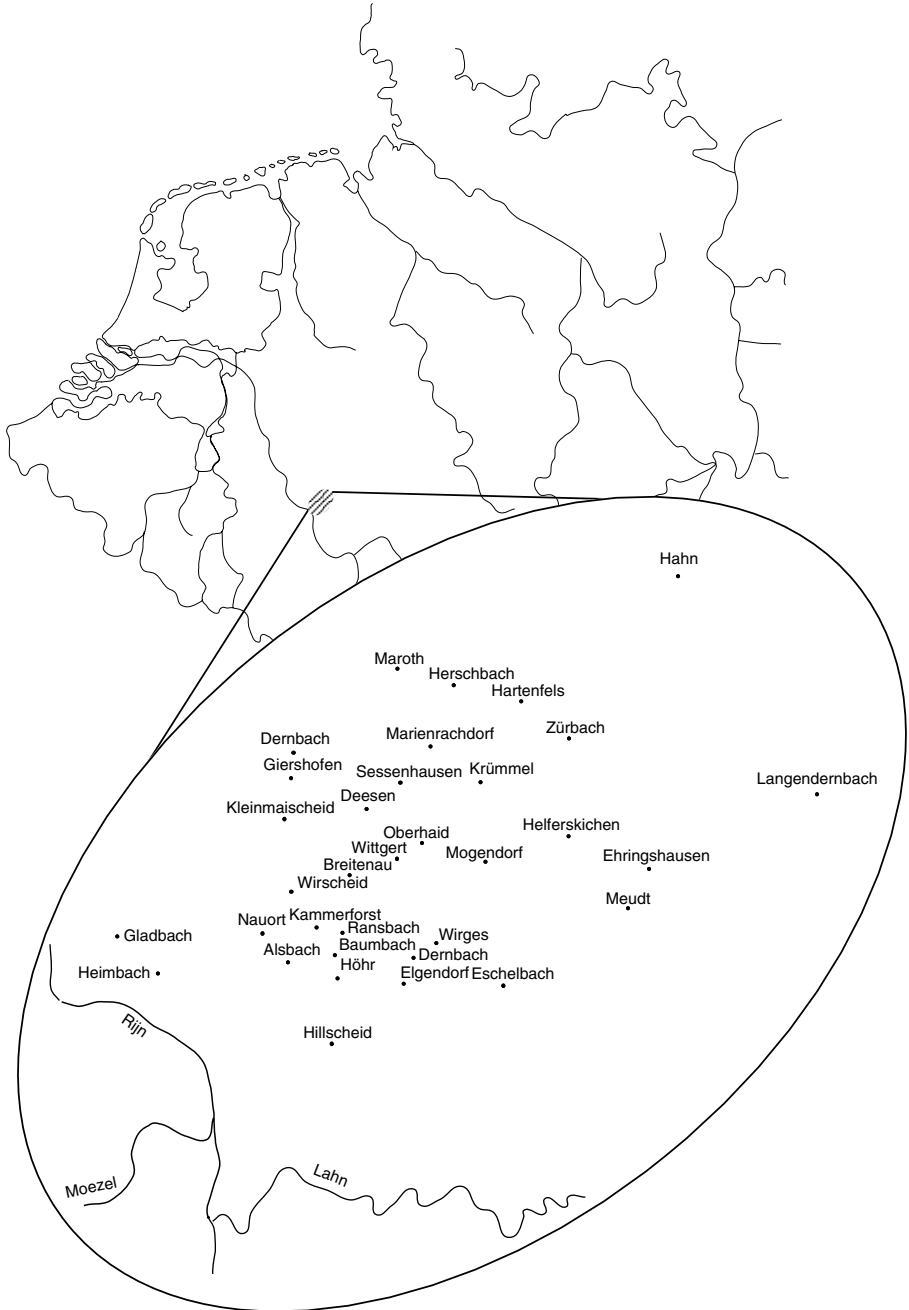 Hahn
Maroth
Herschbach
Hartenfels
Zürbach
Marienrachdorf
Dernbach
Giershofen
Sessenhausen
Krümmel
Langendernbach
Deesen
Kleinmaischeid
Helferskichen
Oberhaid
Wittgert
Mogendorf
Ehringshausen
Breitenau
Wirscheid
Meudt
Nauort
Kammerforst
Ransbach
Gladbach
Wirges
Baumbach
Alsbach
Dernbach
Höhr
Heimbach
Elgendorf
Eschelbach
Rijn
Hillscheid
Lahn
Moezel